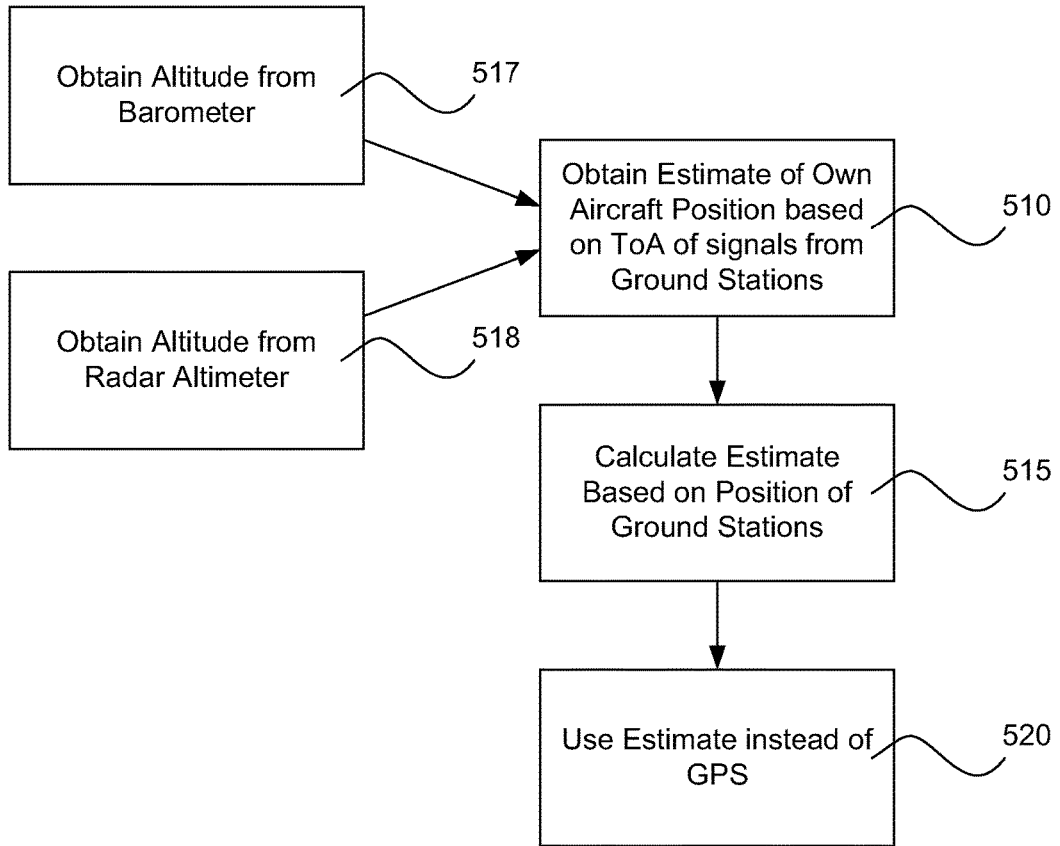 Obtain Altitude from
Barometer
517
Obtain Estimate of Own
Aircraft Position based
on ToA of signals from
Ground Stations
510
Obtain Altitude from
Radar Altimeter
518
Calculate Estimate
Based on Position of
Ground Stations
515
Use Estimate instead of
GPS
520